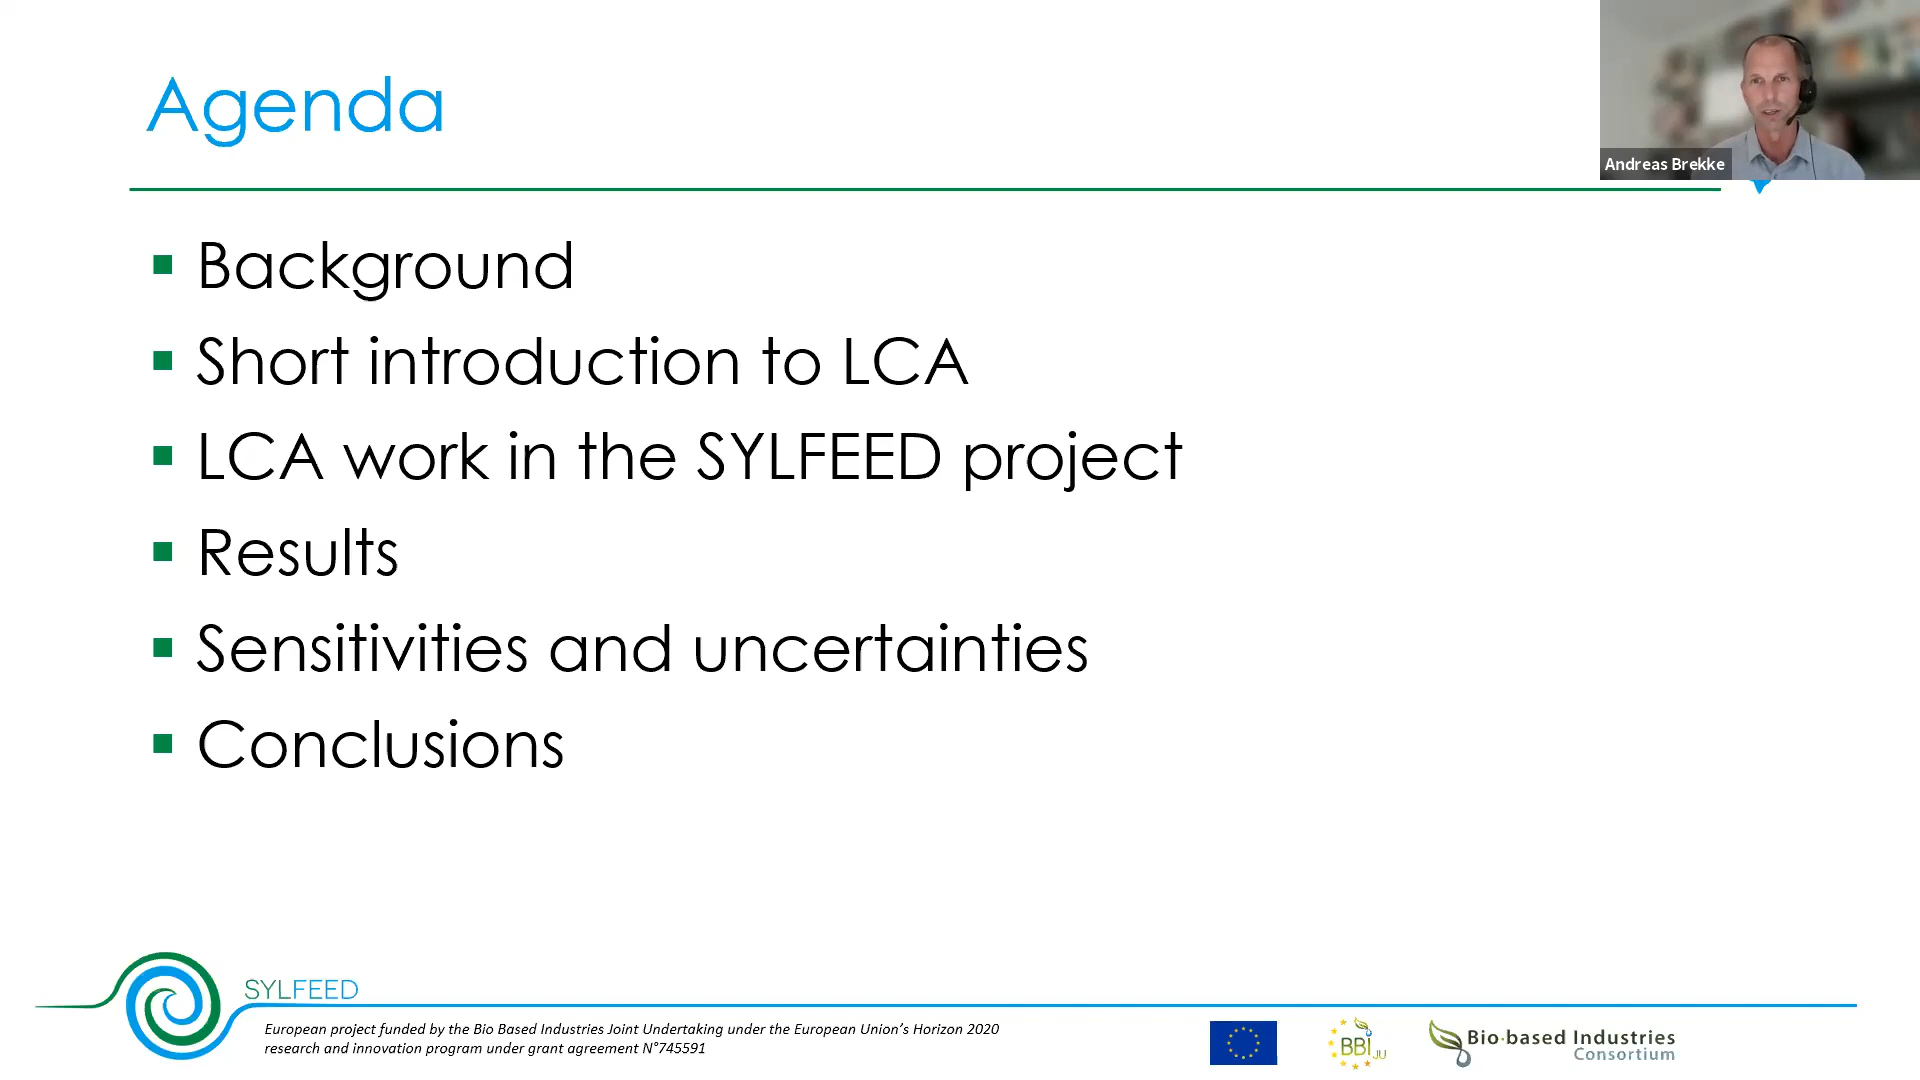 Agenda
Andreas Brekke
Background
Short introduction to LCA
LCA work in the SYLFEED project
Results
Sensitivities and uncertainties
Conclusions
SYLFEED
European project funded by the Bio Based Industries Joint Undertaking under the European Union’s Horizon 2020
research and innovation program under grant agreement N°745591
BBI JU
Bio-based Industries
Consortium